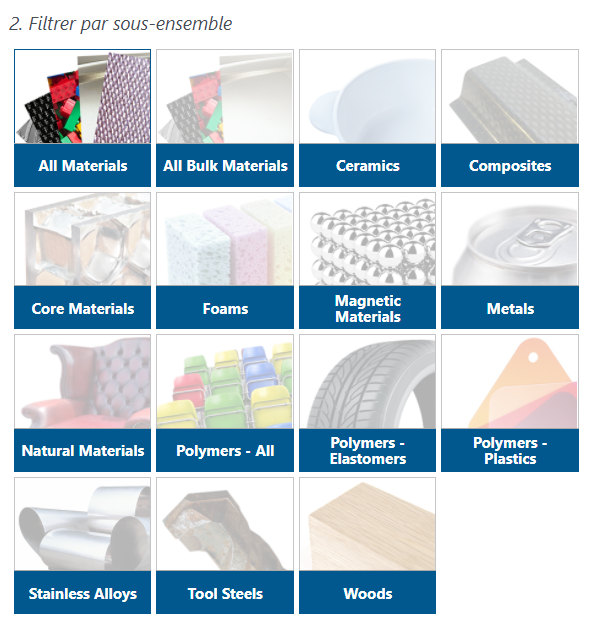 2. Filtrer par sous-ensemble
All Materials
All Bulk Materials
Ceramics
Composites
Core Materials
Foams
Magnetic
Materials
Metals
Natural Materials
Polymers - All
Polymers -
Elastomers
Polymers -
Plastics
Stainless Alloys
Tool Steels
Woods